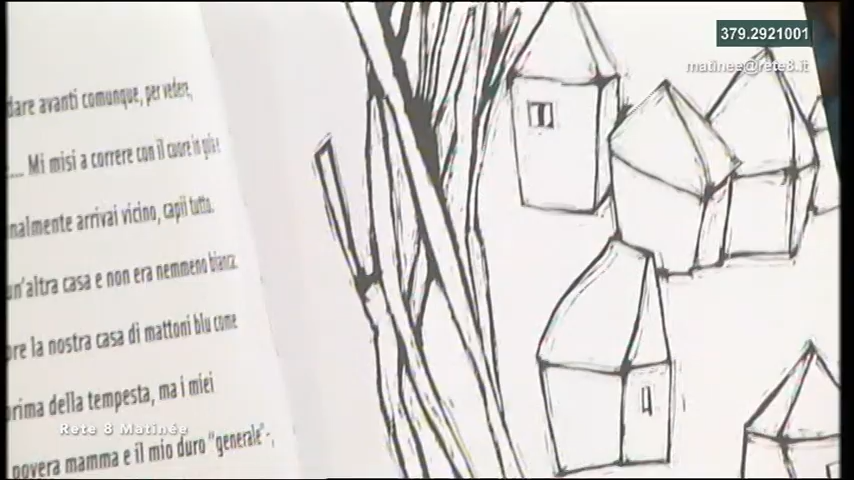 379.2921001
matinee@rete8.it
dare avanti comunque, per vedere,
.... Mi misi a correre con il cuore in gola e
nalmente arrivai vicino, capii tutto.
un'altra casa e non era nemmeno bianca.
ore la nostra casa di mattoni blu come
prima della tempesta, ma i miei
povera mamma e il mio duro "generale"-,
Rete 8 Matinée